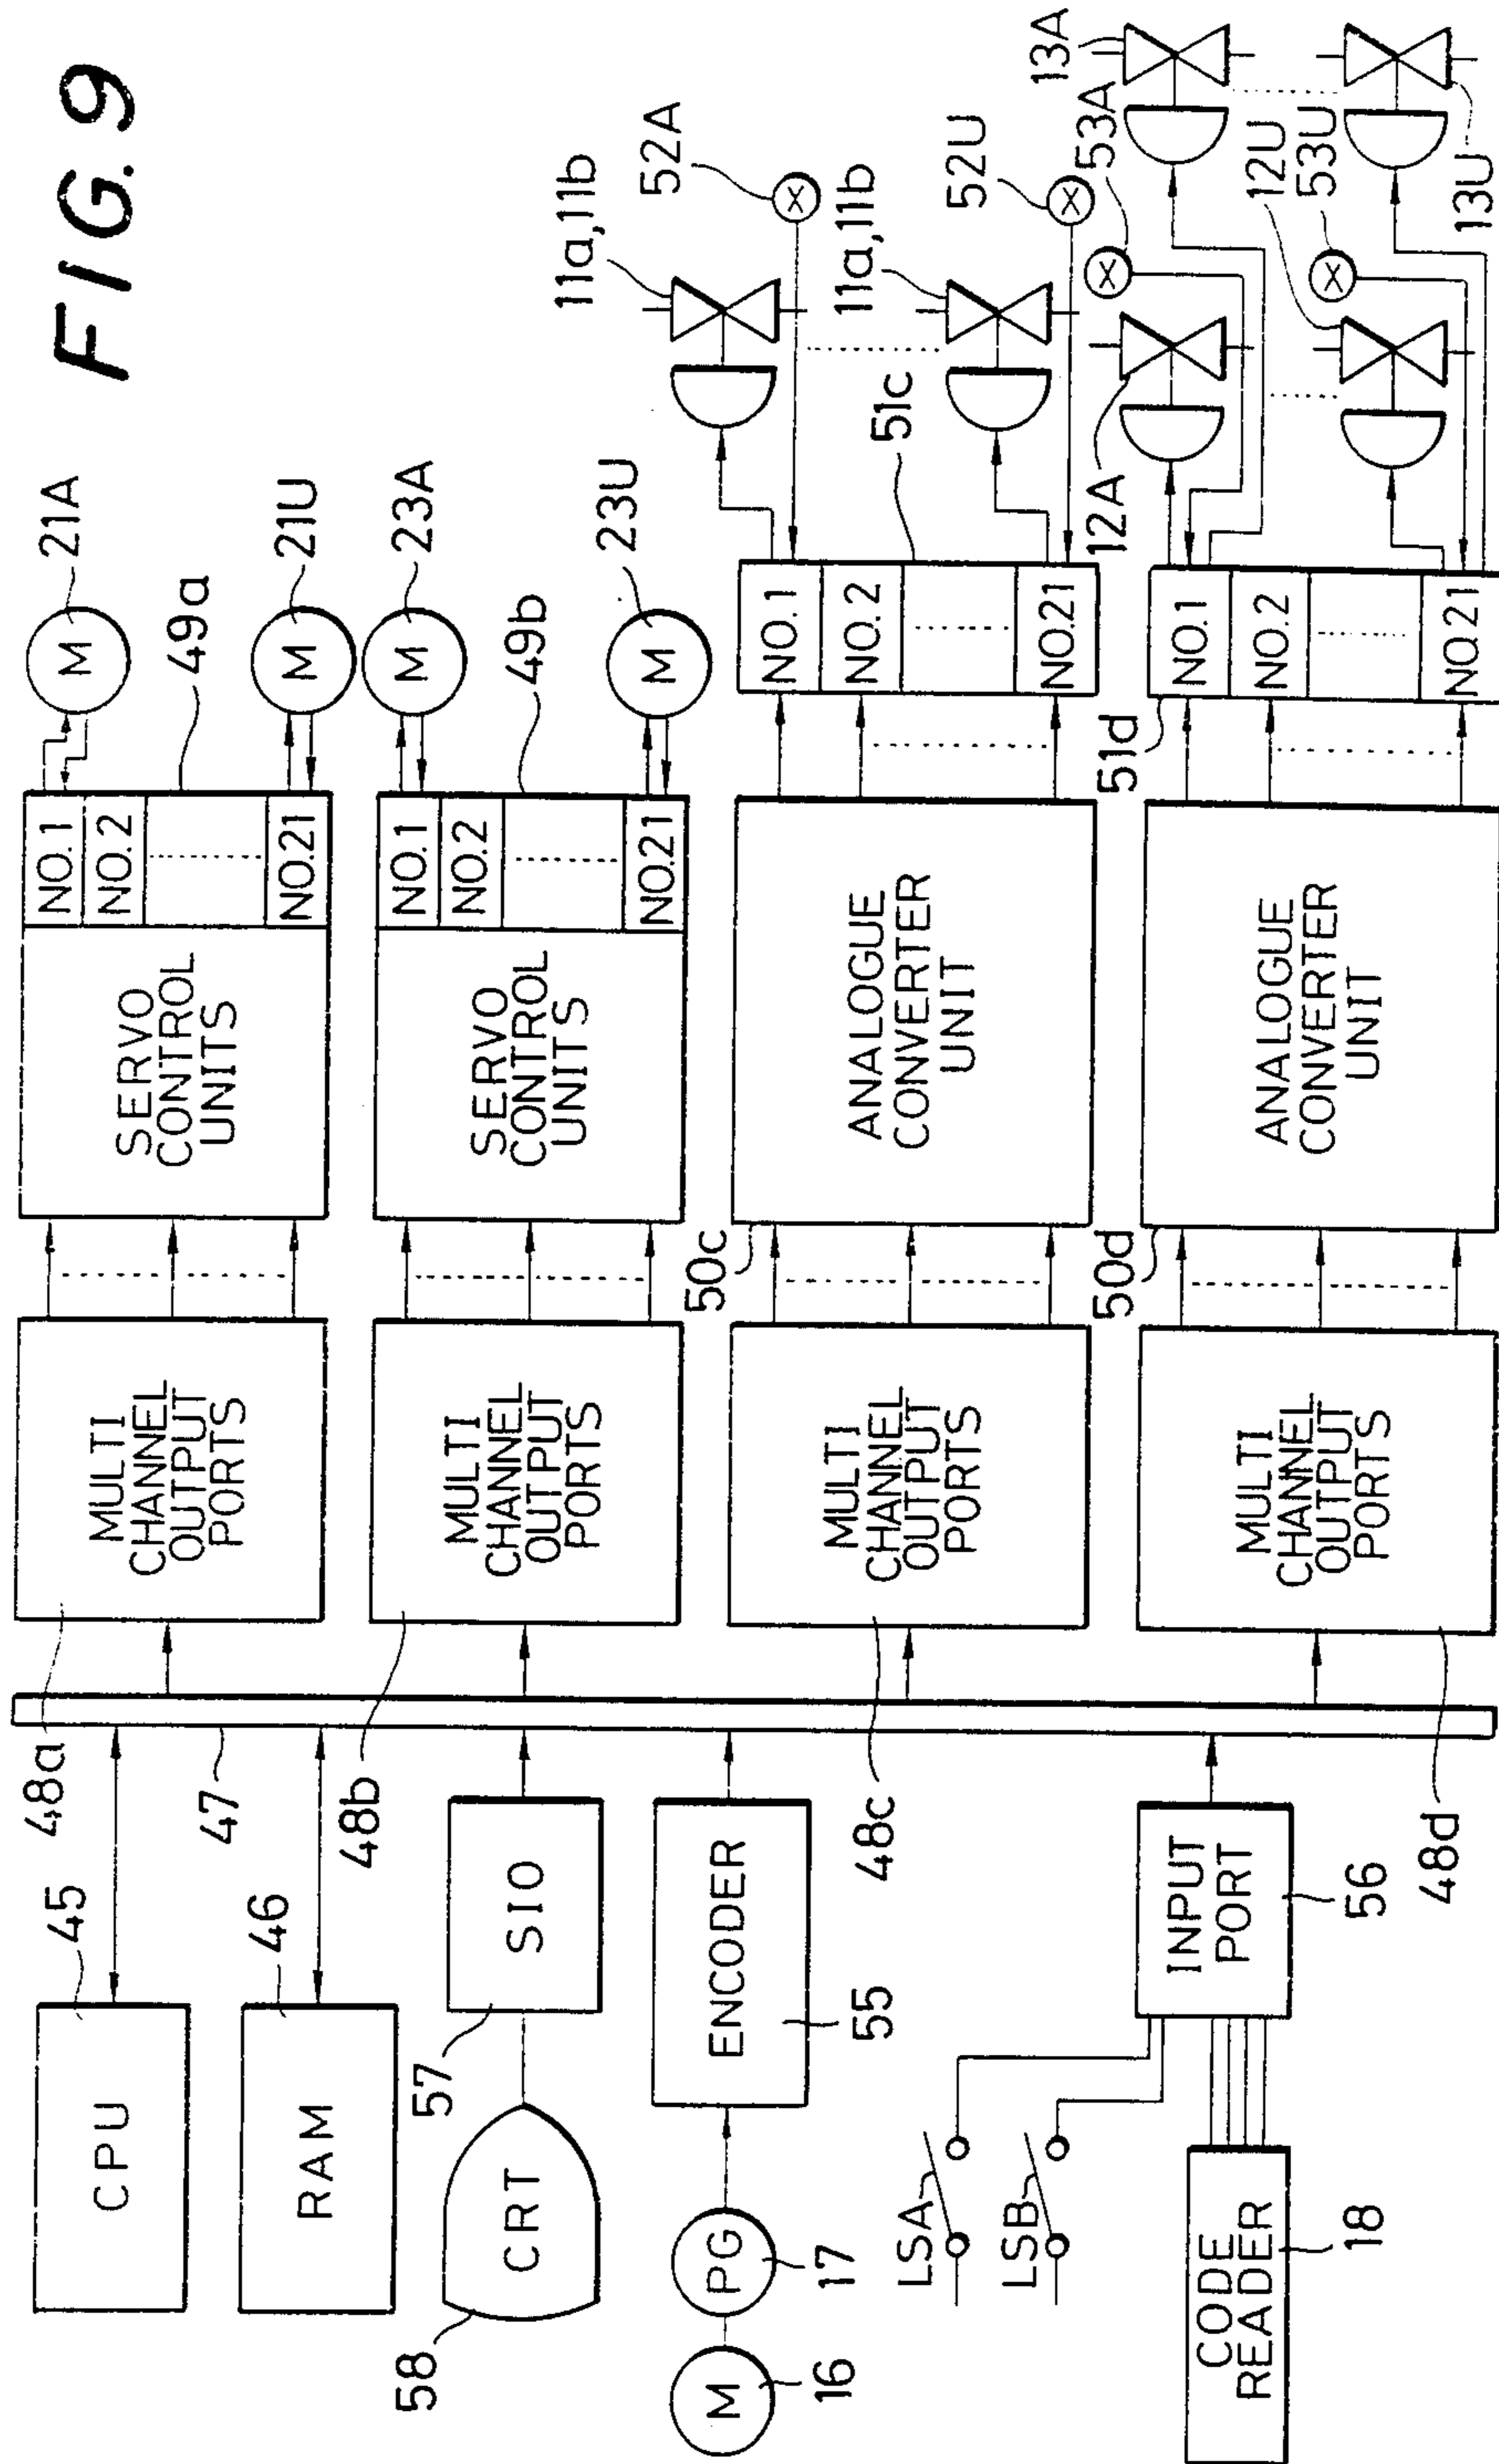 FIG. 9
45
CPU
46
RAM
47
57
SIO
58
CRT
55
ENCODER
PG
17
M
16
LSA
LSB
INPUT
PORT
56
CODE
READER
18
48a
MULTI
CHANNEL
OUTPUT
PORTS
SERVO
CONTROL
UNITS
NO.1
NO.2
NO.21
49a
M
21A
M
21U
48b
MULTI
CHANNEL
OUTPUT
PORTS
SERVO
CONTROL
UNITS
NO.1
NO.2
NO.21
49b
M
23A
M
23U
48c
MULTI
CHANNEL
OUTPUT
PORTS
50c
ANALOGUE
CONVERTER
UNIT
NO.1
NO.2
NO.21
51c
11a,11b
52A
11a,11b
52U
48d
MULTI
CHANNEL
OUTPUT
PORTS
50d
ANALOGUE
CONVERTER
UNIT
51d
NO.1
NO.2
NO.21
12A
53A
13A
12U
53U
13U